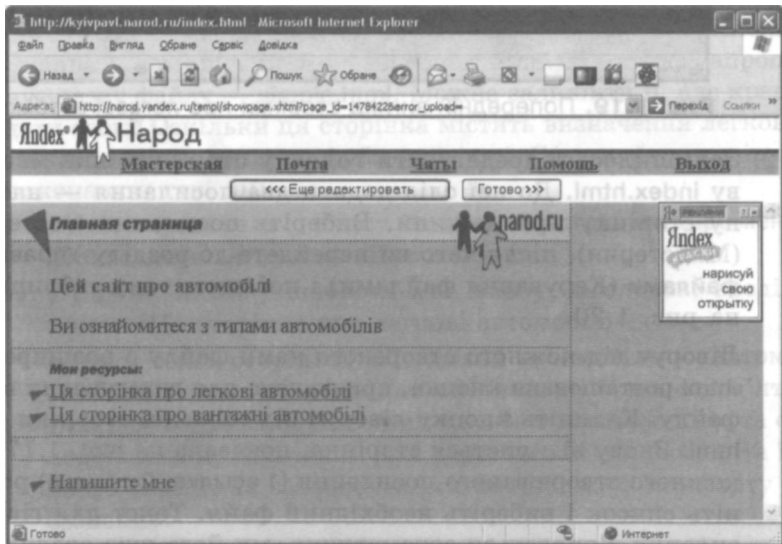 http://kyivpavl.narod.ru/index.html - Microsoft Internet Explorer
Файл Правка Вигляд Обране Сервіс Довідка
Назад Пошук Обране
Адреса: http://narod.yandex.ru/templ/showpage.xhtml?page_id=14784228error_upload= Перехід Ссылки »
Яndex® Народ
Мастерская Почта Чаты Помощь Выход
<<< Еще редактировать Готово >>>
Главная страница narod.ru
Яndex
нарисуй
свою
открытку
Цей сайт про автомобілі
Ви ознайомитеся з типами автомобілів
Мои ресурсы:
Ця сторінка про легкові автомобілі
Ця сторінка про вантажні автомобілі
Напишите мне
Готово Интернет